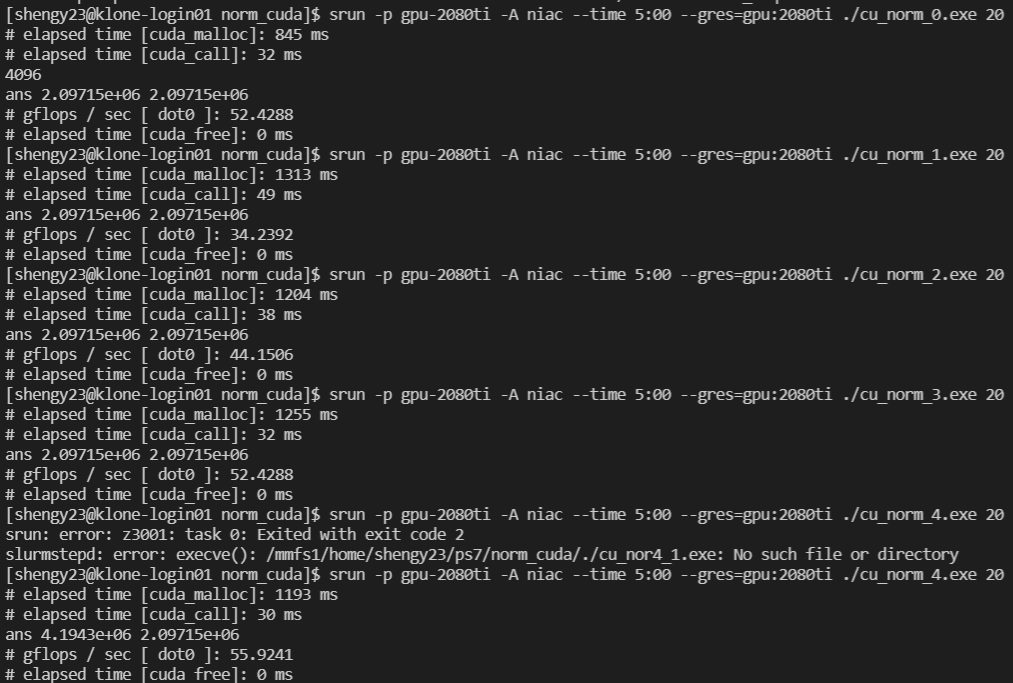 [shengy23@klone-login01 norm_cuda]$ srun -p gpu-2080ti -A niac --time 5:00 --gres=gpu:2080ti ./cu_norm_0.exe 20
# elapsed time [cuda_malloc]: 845 ms
# elapsed time [cuda_call]: 32 ms
4096
ans 2.09715e+06 2.09715e+06
# gflops / sec [ dot0 ]: 52.4288
# elapsed time [cuda_free]: 0 ms
[shengy23@klone-login01 norm_cuda]$ srun -p gpu-2080ti -A niac --time 5:00 --gres=gpu:2080ti ./cu_norm_1.exe 20
# elapsed time [cuda_malloc]: 1313 ms
# elapsed time [cuda_call]: 49 ms
ans 2.09715e+06 2.09715e+06
# gflops / sec [ dot0 ]: 34.2392
# elapsed time [cuda_free]: 0 ms
[shengy23@klone-login01 norm_cuda]$ srun -p gpu-2080ti -A niac --time 5:00 --gres=gpu:2080ti ./cu_norm_2.exe 20
# elapsed time [cuda_malloc]: 1204 ms
# elapsed time [cuda_call]: 38 ms
ans 2.09715e+06 2.09715e+06
# gflops / sec [ dot0 ]: 44.1506
# elapsed time [cuda_free]: 0 ms
[shengy23@klone-login01 norm_cuda]$ srun -p gpu-2080ti -A niac --time 5:00 --gres=gpu:2080ti ./cu_norm_3.exe 20
# elapsed time [cuda_malloc]: 1255 ms
# elapsed time [cuda_call]: 32 ms
ans 2.09715e+06 2.09715e+06
# gflops / sec [ dot0 ]: 52.4288
# elapsed time [cuda_free]: 0 ms
[shengy23@klone-login01 norm_cuda]$ srun -p gpu-2080ti -A niac --time 5:00 --gres=gpu:2080ti ./cu_norm_4.exe 20
srun: error: z3001: task 0: Exited with exit code 2
slurmstepd: error: execve(): /mmfs1/home/shengy23/ps7/norm_cuda/./cu_nor4_1.exe: No such file or directory
[shengy23@klone-login01 norm_cuda]$ srun -p gpu-2080ti -A niac --time 5:00 --gres=gpu:2080ti ./cu_norm_4.exe 20
# elapsed time [cuda_malloc]: 1193 ms
# elapsed time [cuda_call]: 30 ms
ans 4.1943e+06 2.09715e+06
# gflops / sec [ dot0 ]: 55.9241
# elapsed time [cuda_free]: 0 ms